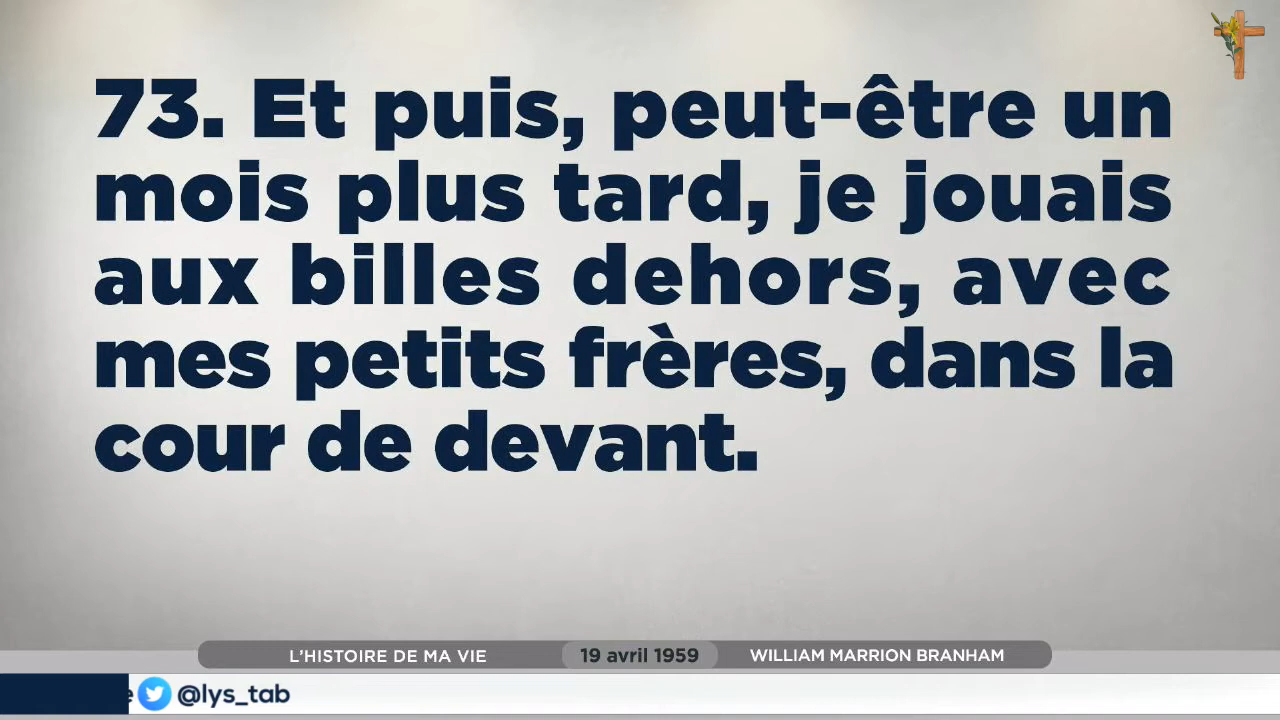 73. Et puis, peut-être un
mois plus tard, je jouais
aux billes dehors, avec
mes petits frères, dans la
cour de devant.
L'HISTOIRE DE MA VIE 19 avril 1959 WILLIAM MARRION BRANHAM
e @lys_tab